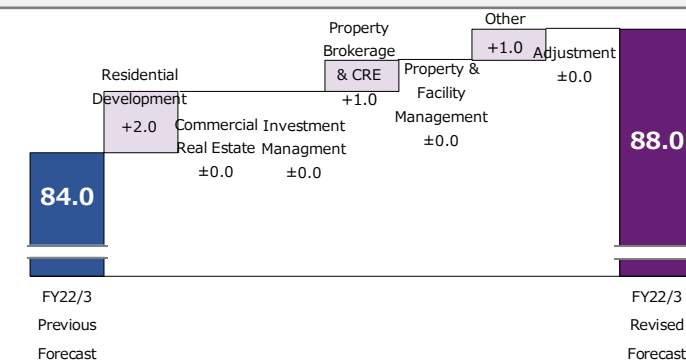 Residential
Development
+2.0
Commercial
Real Estate
±0.0
Investment
Managment
±0.0
Property
Brokerage
& CRE
+1.0
Property &
Facility
Management
±0.0
Other
+1.0
Adjustment
±0.0
84.0
88.0
FY22/3
Previous
Forecast
FY22/3
Revised
Forecast